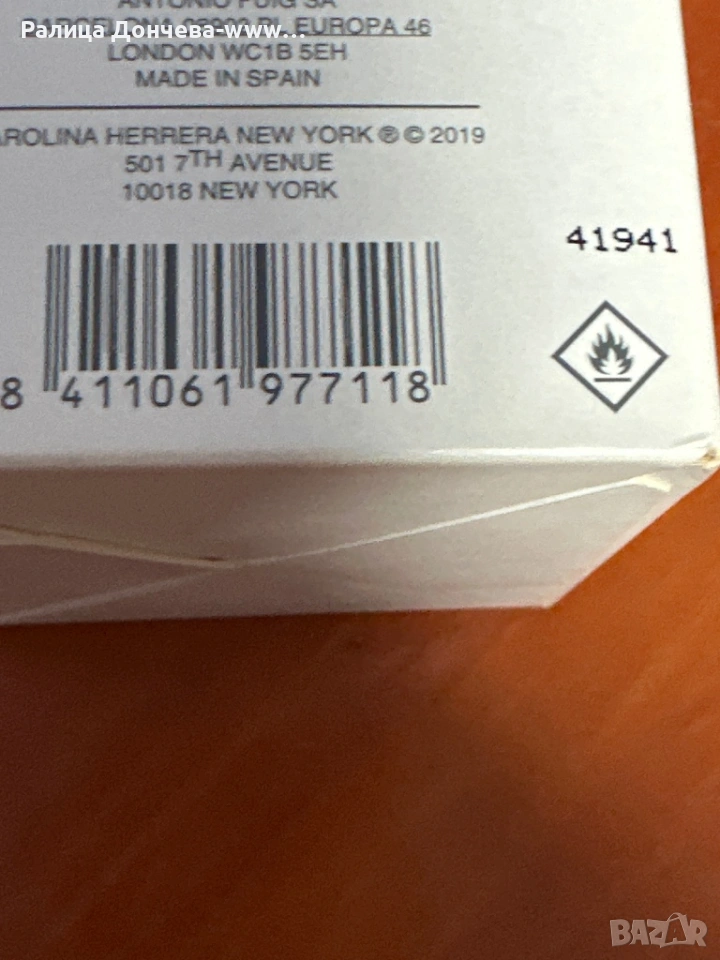 ANTONIO PUIG SA
Ралица Дончева-www...
EUROPA 46
LONDON WC1B 5EH
MADE IN SPAIN
AROLINA HERRERA NEW YORK ® © 2019
501 7TH AVENUE
10018 NEW YORK
41941
8 411061 977118
BAZAR